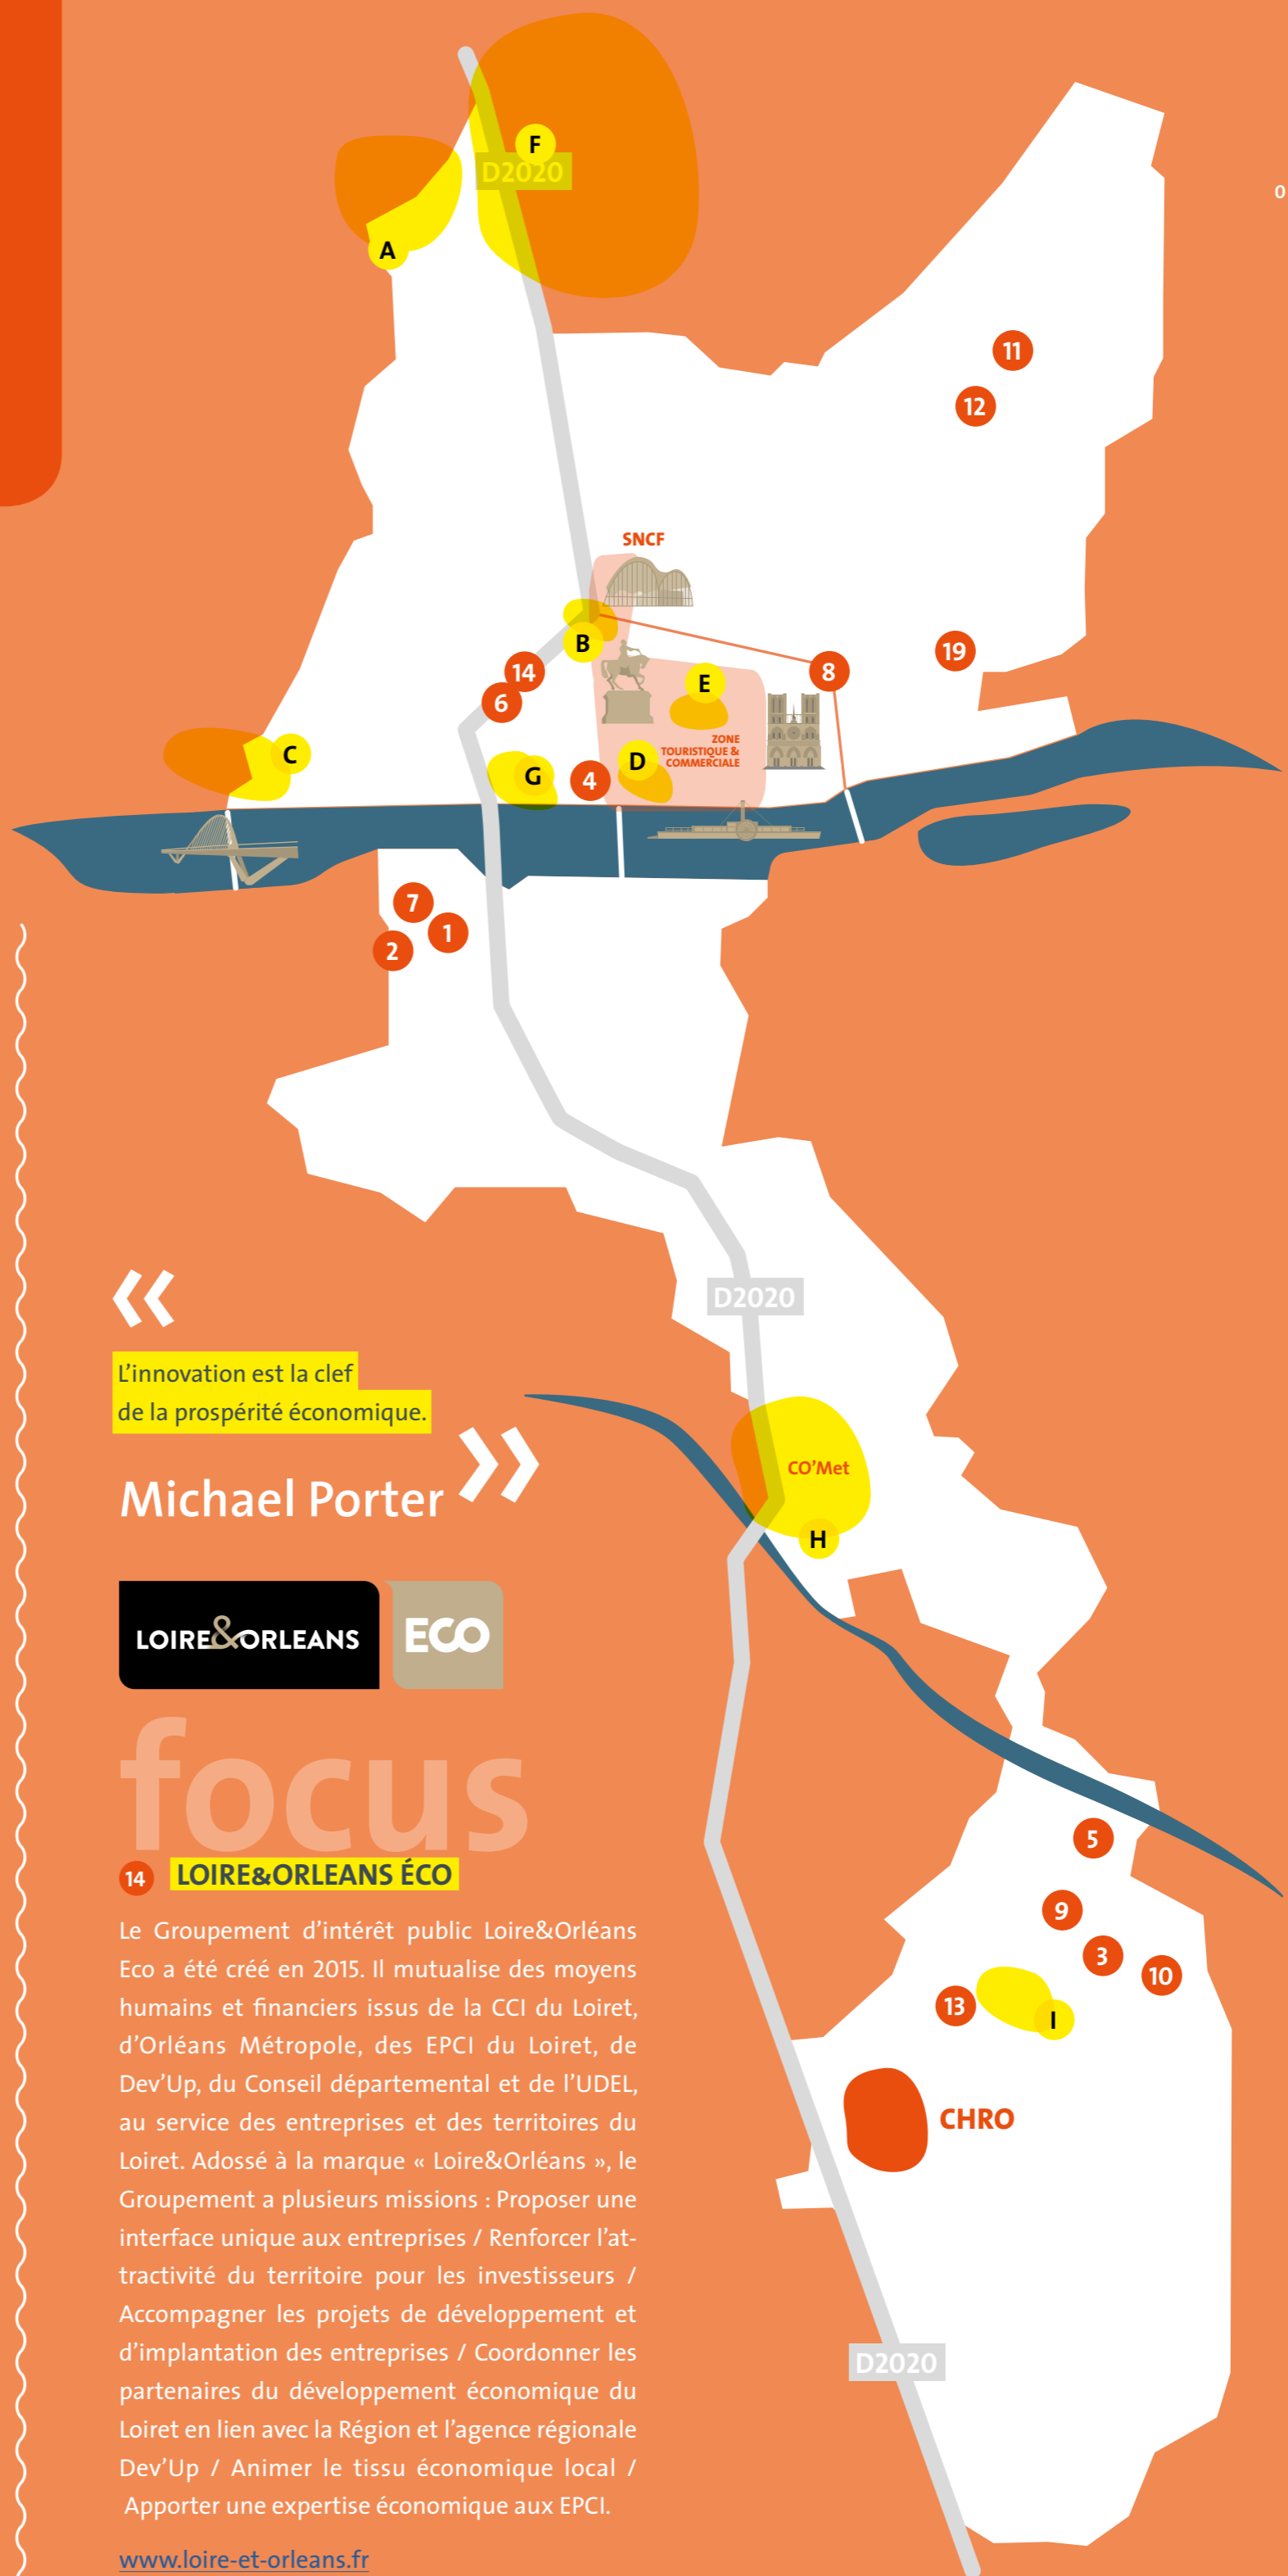 F
D2020
A
0
11
12
SNCF
B
14
6
E
8
19
ZONE
TOURISTIQUE &
COMMERCIALE
C
G
4
D
7
1
2
D2020
«
L’innovation est la clef
de la prospérité économique.
»
Michael Porter
CO’Met
H
LOIRE&ORLEANS ECO
focus
14 LOIRE&ORLEANS ÉCO
Le Groupement d’intérêt public Loire&Orléans
Eco a été créé en 2015. Il mutualise des moyens
humains et financiers issus de la CCI du Loiret,
d’Orléans Métropole, des EPCI du Loiret, de
Dev’Up, du Conseil départemental et de l’UDEL,
au service des entreprises et des territoires du
Loiret. Adossé à la marque « Loire&Orléans », le
Groupement a plusieurs missions : Proposer une
interface unique aux entreprises / Renforcer l’at-
tractivité du territoire pour les investisseurs /
Accompagner les projets de développement et
d’implantation des entreprises / Coordonner les
partenaires du développement économique du
Loiret en lien avec la Région et l’agence régionale
Dev’Up / Animer le tissu économique local /
Apporter une expertise économique aux EPCI.
www.loire-et-orleans.fr
5
9
3
10
13
I
CHRO
D2020